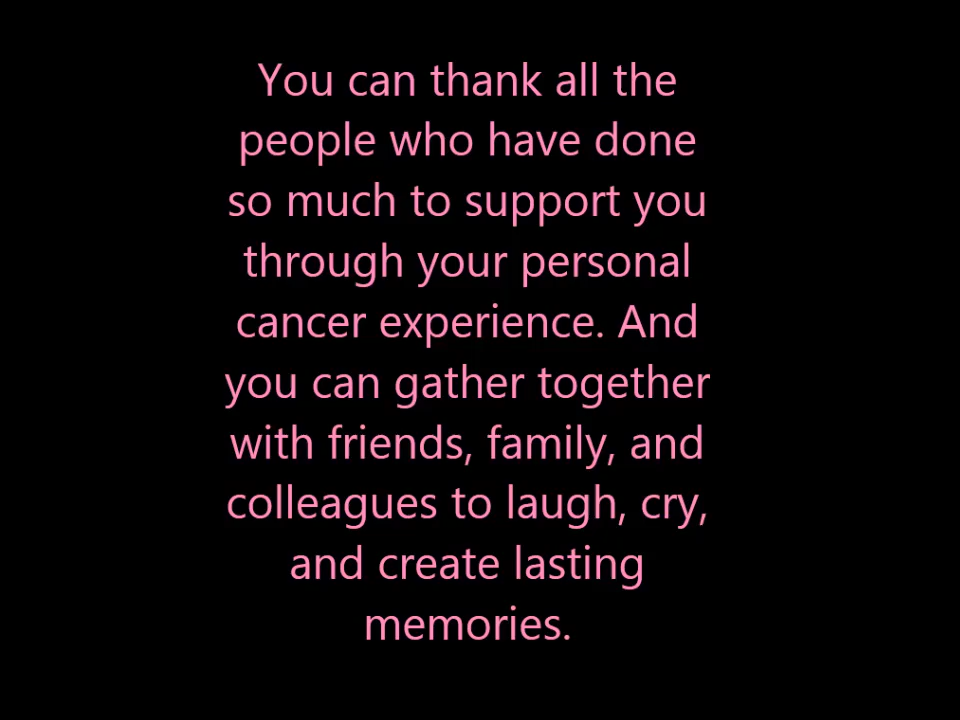 You can thank all the
people who have done
so much to support you
through your personal
cancer experience. And
you can gather together
with friends, family, and
colleagues to laugh, cry,
and create lasting
memories.